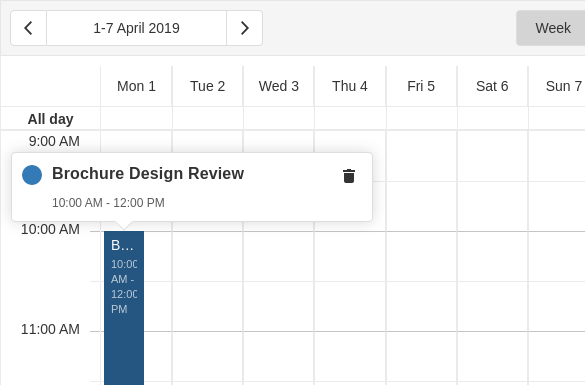 1-7 April 2019
Week
Mon 1
Tue 2
Wed 3
Thu 4
Fri 5
Sat 6
Sun 7
All day
9:00 AM
Brochure Design Review
10:00 AM - 12:00 PM
10:00 AM
B...
10:00
AM -
12:00
PM
11:00 AM